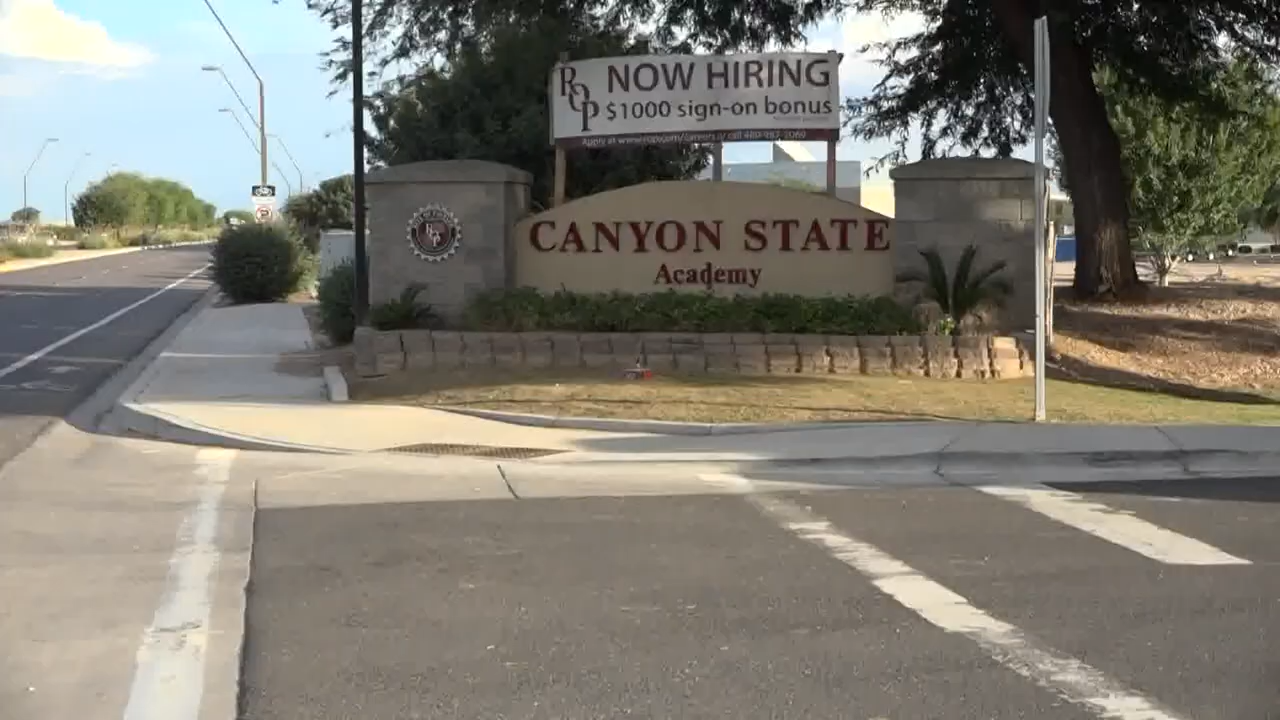 ROP
NOW HIRING
$1000 sign-on bonus
CANYON STATE
Academy